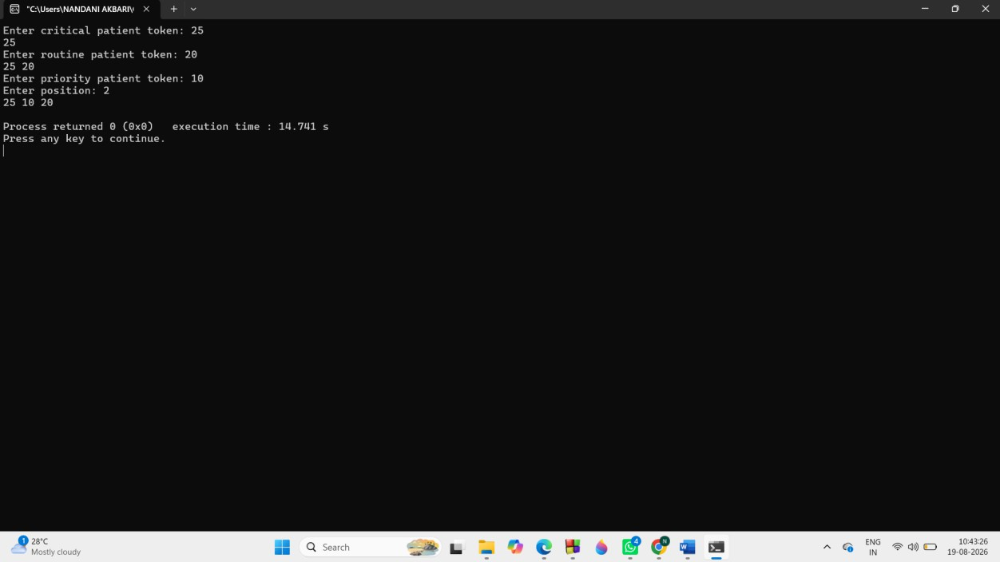 "C:\Users\NANDANI AKBARI\
Enter critical patient token: 25
25
Enter routine patient token: 20
25 20
Enter priority patient token: 10
Enter position: 2
25 10 20
Process returned 0 (0x0)   execution time : 14.741 s
Press any key to continue.
1
28°C
Mostly cloudy
Search
4
N
ENG
IN
10:43:26
19-08-2026